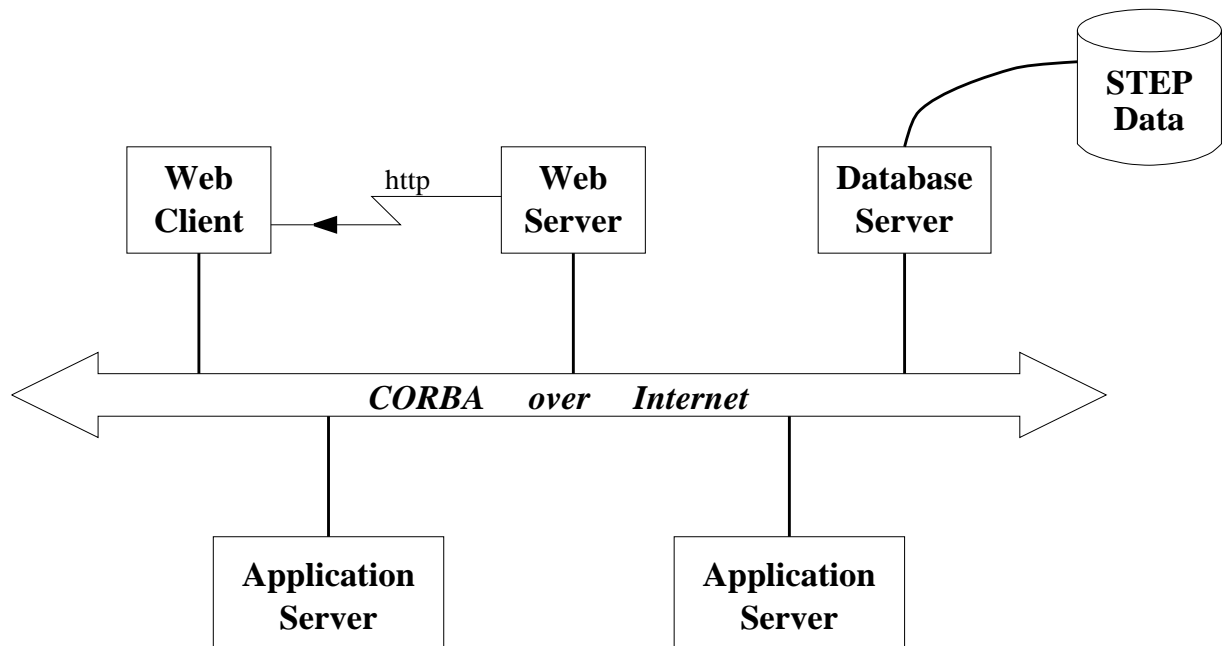 STEP
Data
Web
Client
http
Web
Server
Database
Server
CORBA over Internet
Application
Server
Application
Server